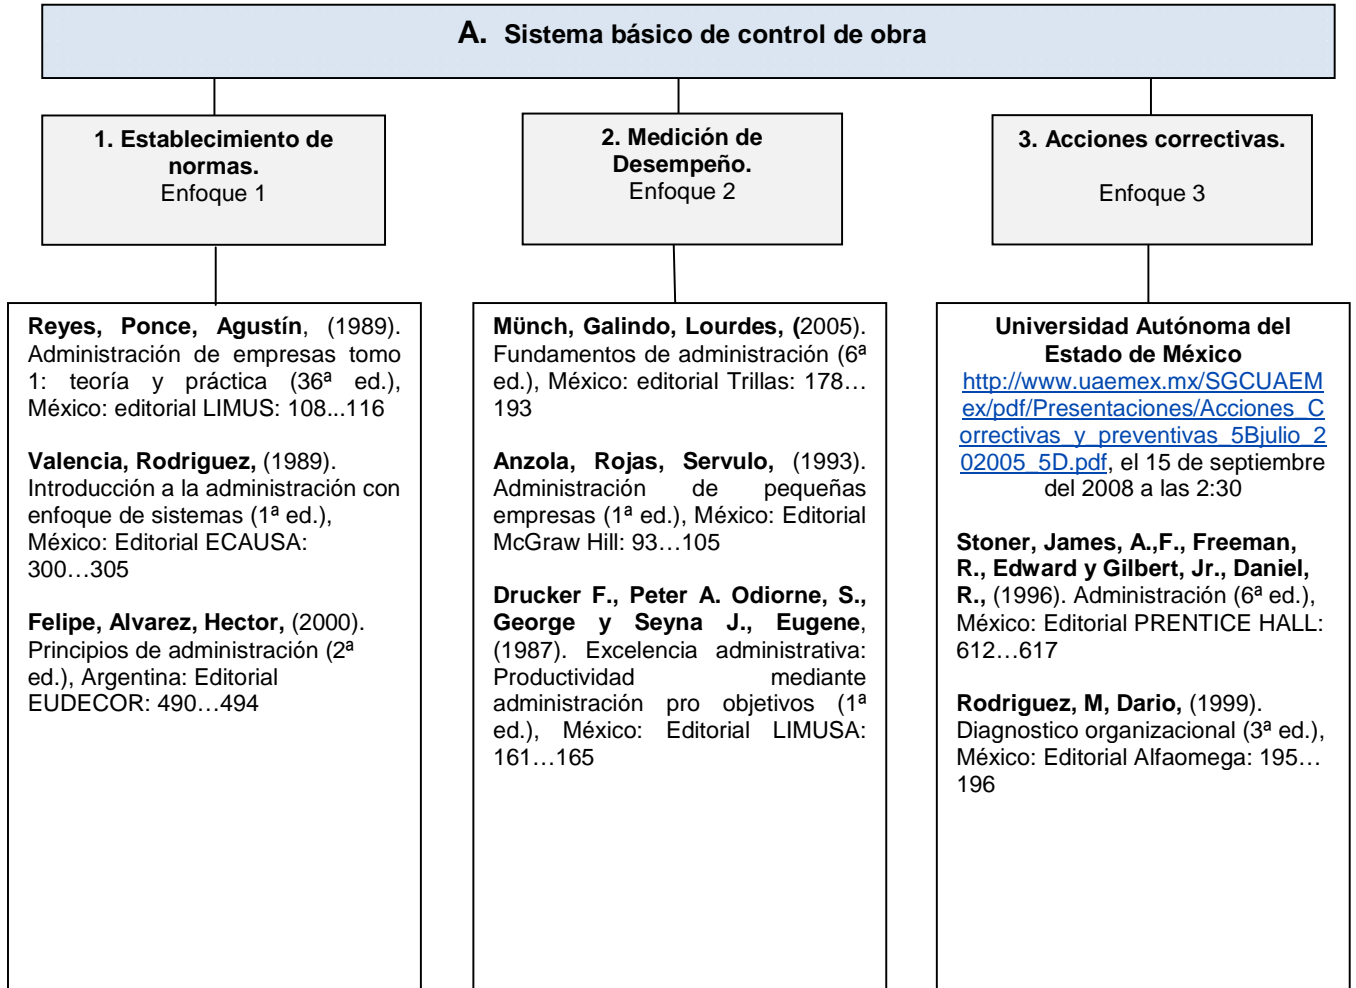 A. Sistema básico de control de obra
1. Establecimiento de
normas.
Enfoque 1
2. Medición de
Desempeño.
Enfoque 2
3. Acciones correctivas.
Enfoque 3
Reyes, Ponce, Agustín, (1989).
Administración de empresas tomo
1: teoría y práctica (36ª ed.),
México: editorial LIMUS: 108...116
Valencia, Rodriguez, (1989).
Introducción a la administración con
enfoque de sistemas (1ª ed.),
México: Editorial ECAUSA:
300…305
Felipe, Alvarez, Hector, (2000).
Principios de administración (2ª
ed.), Argentina: Editorial
EUDECOR: 490…494
Münch, Galindo, Lourdes, (2005).
Fundamentos de administración (6ª
ed.), México: editorial Trillas: 178…
193
Anzola, Rojas, Servulo, (1993).
Administración de pequeñas
empresas (1ª ed.), México: Editorial
McGraw Hill: 93…105
Drucker F., Peter A. Odiorne, S.,
George y Seyna J., Eugene,
(1987). Excelencia administrativa:
Productividad mediante
administración pro objetivos (1ª
ed.), México: Editorial LIMUSA:
161…165
Universidad Autónoma del
Estado de México
http://www.uaemex.mx/SGCUAEM
ex/pdf/Presentaciones/Acciones_C
orrectivas_y_preventivas_5Bjulio_2
02005_5D.pdf, el 15 de septiembre
del 2008 a las 2:30
Stoner, James, A.,F., Freeman,
R., Edward y Gilbert, Jr., Daniel,
R., (1996). Administración (6ª ed.),
México: Editorial PRENTICE HALL:
612…617
Rodriguez, M, Dario, (1999).
Diagnostico organizacional (3ª ed.),
México: Editorial Alfaomega: 195…
196